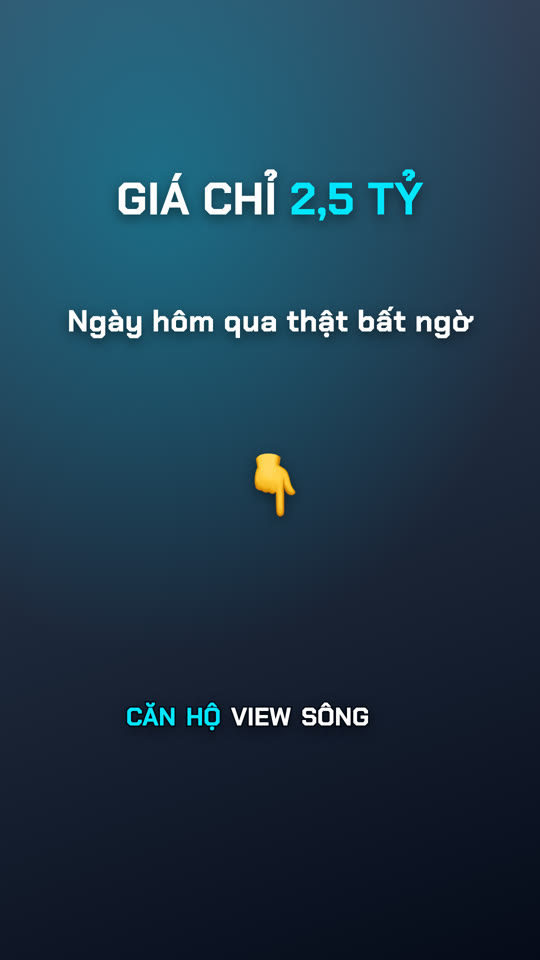 GIÁ CHỈ 2,5 TỶ
Ngày hôm qua thật bất ngờ
CĂN HỘ VIEW SÔNG